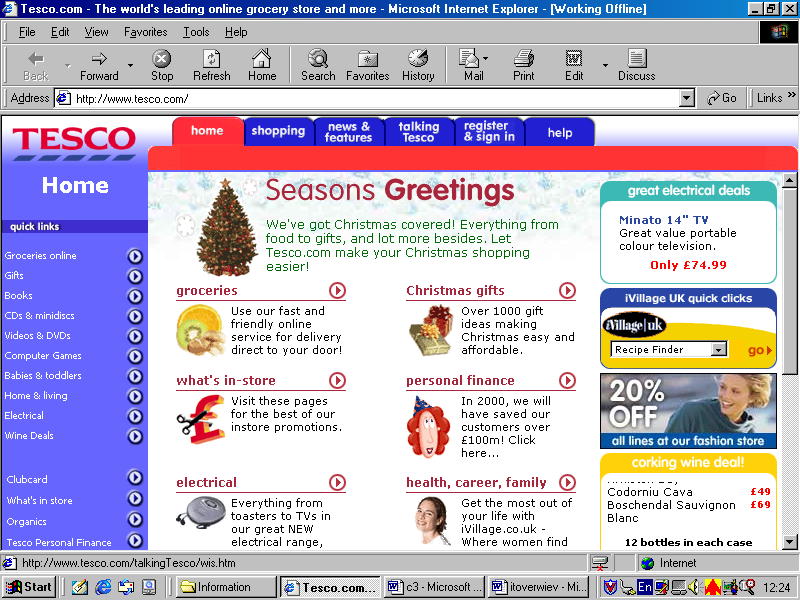 Tesco.com - The world's leading online grocery store and more - Microsoft Internet Explorer - [Working Offline]
File Edit View Favorites Tools Help
Back Forward Stop Refresh Home Search Favorites History Mail Print Edit Discuss
Address http://www.tesco.com/ Go Links »
TESCO
home
shopping
news & features
talking Tesco
register & sign in
help
Home
quick links
Groceries online
Gifts
Books
CDs & minidiscs
Videos & DVDs
Computer Games
Babies & toddlers
Home & living
Electrical
Wine Deals
Clubcard
What's in store
Organics
Tesco Personal Finance
Seasons Greetings
We've got Christmas covered! Everything from
food to gifts, and lot more besides. Let
Tesco.com make your Christmas shopping
easier!
groceries
Use our fast and
friendly online
service for delivery
direct to your door!
Christmas gifts
Over 1000 gift
ideas making
Christmas easy and
affordable.
what's in-store
Visit these pages
for the best of our
instore promotions.
personal finance
In 2000, we will
have saved our
customers over
£100m! Click
here...
electrical
Everything from
toasters to TVs in
our great NEW
electrical range,
health, career, family
Get the most out of
your life with
iVillage.co.uk -
Where women find
great electrical deals
Minato 14" TV
Great value portable
colour television.
Only £74.99
iVillage UK quick clicks
iVillage|uk
Recipe Finder
go
20%
OFF
all lines at our fashion store
corking wine deal!
Codorniu Cava £49
Boschendal Sauvignon £69
Blanc
12 bottles in each case
http://www.tesco.com/talkingTesco/wis.htm Internet
Start Information Tesco.com... c3 - Microsoft ... itoverwiev - Mi... En 12:24